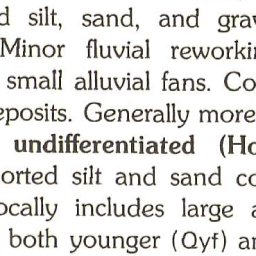 d silt, sand, and grav
Minor fluvial reworki
small alluvial fans. Co
eposits. Generally more
undifferentiated (Ho
orted silt and sand co
ocally includes large a
both younger (Qyf) an